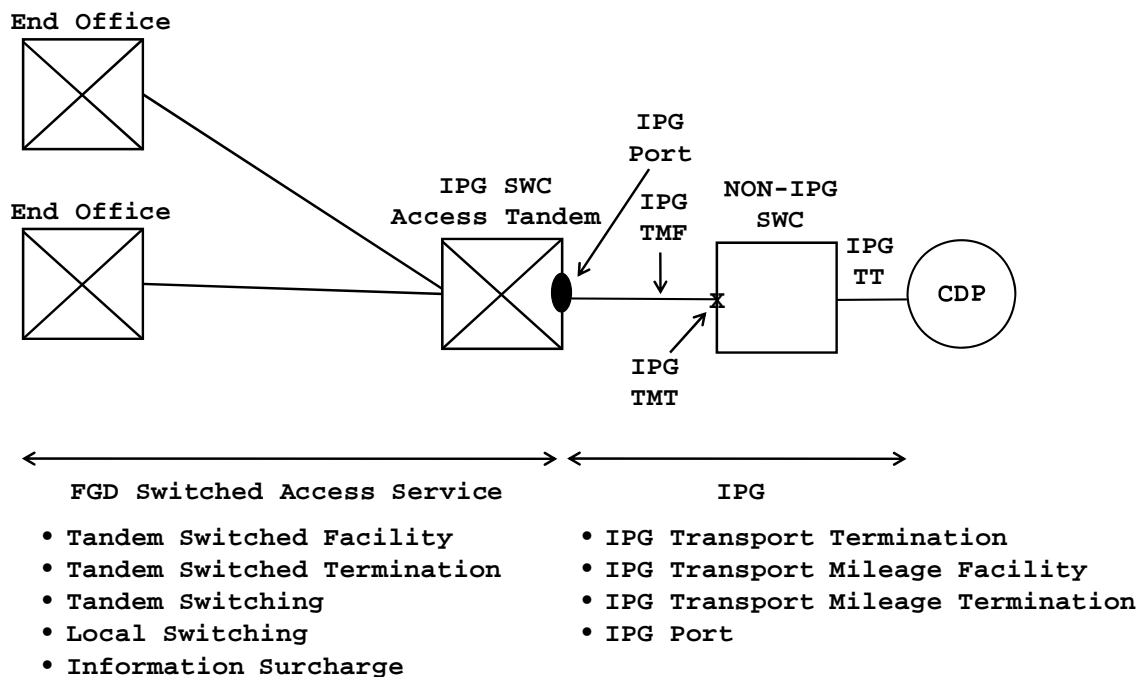 End Office
End Office
IPG SWC
Access Tandem
IPG
Port
IPG
TMF
NON-IPG
SWC
IPG
TT
CDP
X
IPG
TMT
FGD Switched Access Service
• Tandem Switched Facility
• Tandem Switched Termination
• Tandem Switching
• Local Switching
• Information Surcharge
IPG
• IPG Transport Termination
• IPG Transport Mileage Facility
• IPG Transport Mileage Termination
• IPG Port